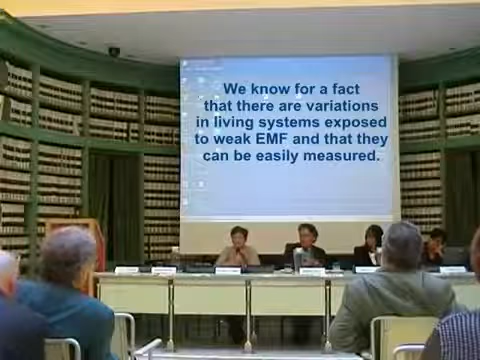 We know for a fact
that there are variations
in living systems exposed
to weak EMF and that they
can be easily measured.